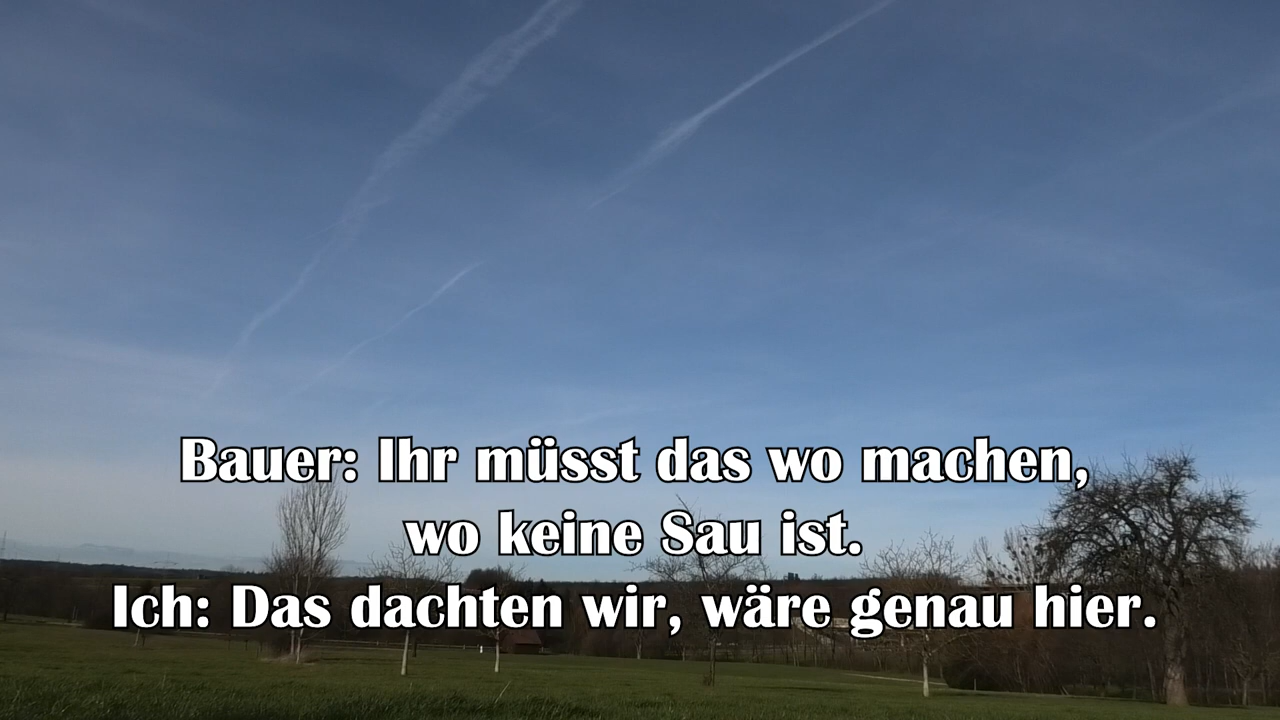 Bauer: Ihr müsst das wo machen,
wo keine Sau ist.
Ich: Das dachten wir, wäre genau hier.